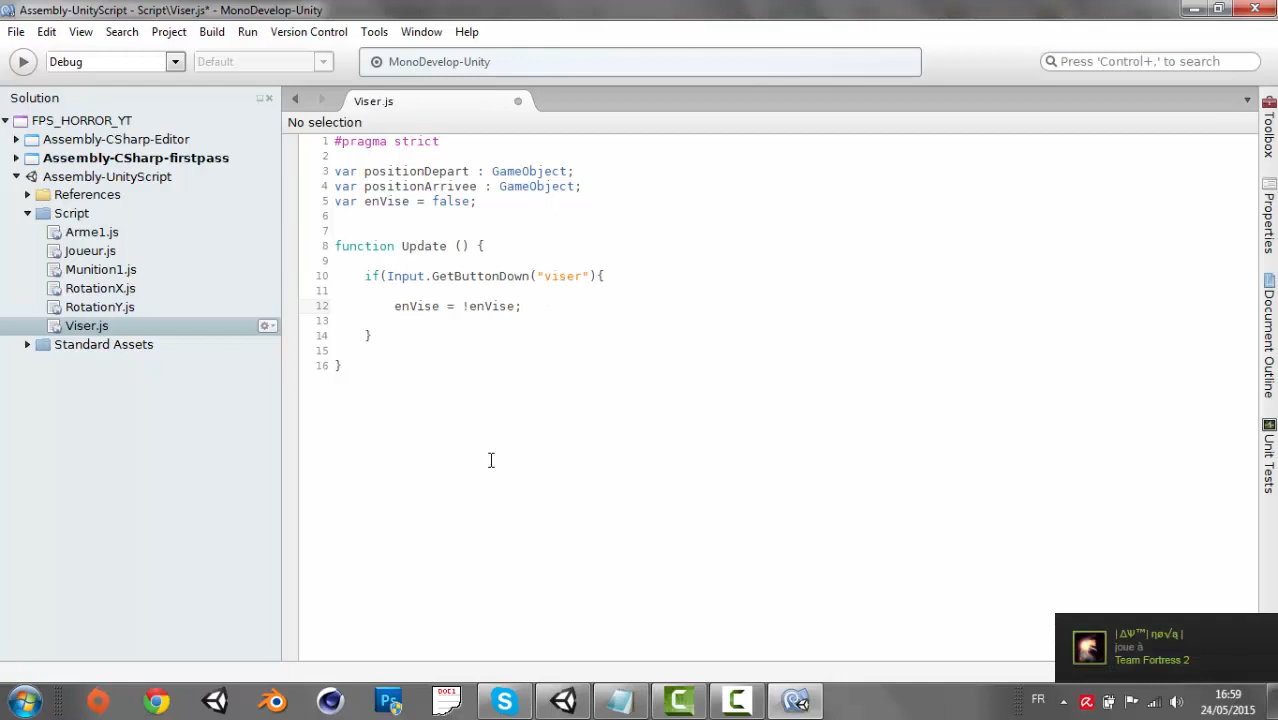 Assembly-UnityScript - Script\Viser.js* - MonoDevelop-Unity
File Edit View Search Project Build Run Version Control Tools Window Help
Debug Default MonoDevelop-Unity Press 'Control+,' to search
Solution
FPS_HORROR_YT
Assembly-CSharp-Editor
Assembly-CSharp-firstpass
Assembly-UnityScript
References
Script
Arme1.js
Joueur.js
Munition1.js
RotationX.js
RotationY.js
Viser.js
Standard Assets
Viser.js
No selection
1 #pragma strict
2
3 var positionDepart : GameObject;
4 var positionArrivee : GameObject;
5 var enVise = false;
6
7
8 function Update () {
9
10 if(Input.GetButtonDown("viser"){
11
12 enVise = !enVise;
13
14 }
15
16 }
Toolbox
Properties
Document Outline
Unit Tests
|ΔΨ™| ηø√ą |
joue à
Team Fortress 2
DOC1
Ps
FR
16:59
24/05/2015